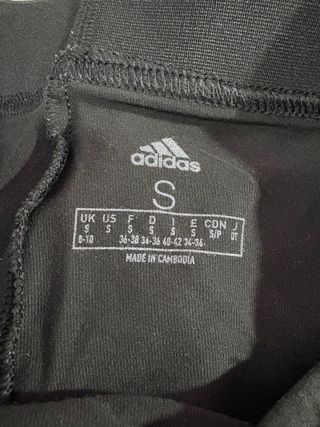 adidas
S
UK US F D I E CDN J
S S S S S S S/P OT
8-10 36-38 34-36 40-42 34-36
MADE IN CAMBODIA